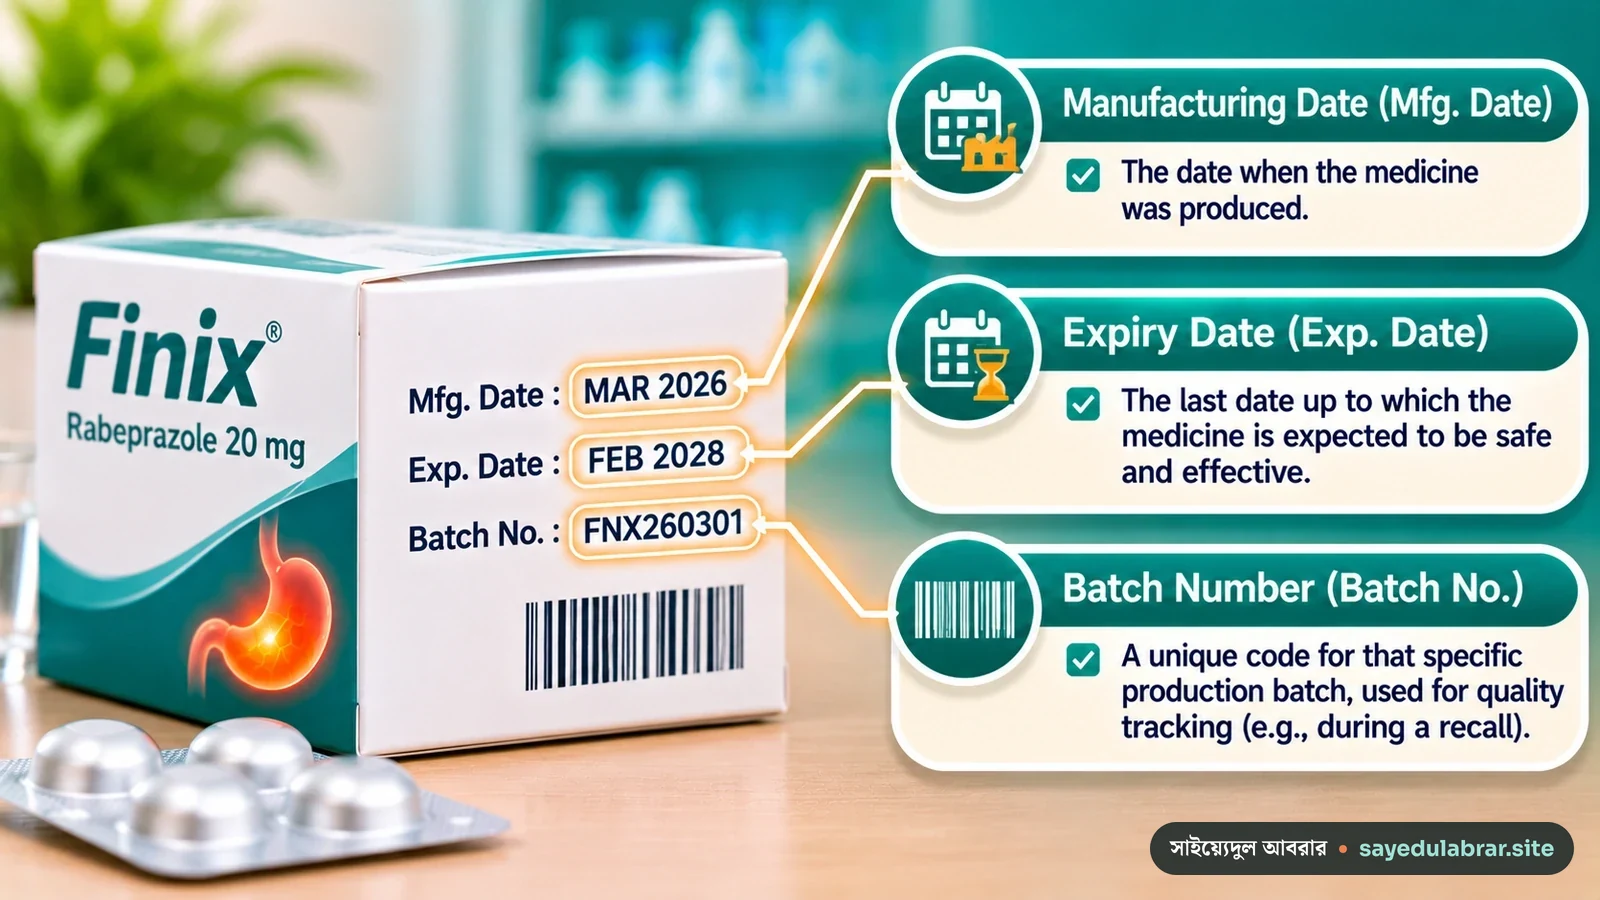 Finix®
Rabeprazole 20 mg
Mfg. Date : MAR 2026
Exp. Date : FEB 2028
Batch No. : FNX260301
Manufacturing Date (Mfg. Date)
The date when the medicine
was produced.
Expiry Date (Exp. Date)
The last date up to which the
medicine is expected to be safe
and effective.
Batch Number (Batch No.)
A unique code for that specific
production batch, used for quality
tracking (e.g., during a recall).
সাইয়্যেদুল আবরার • sayedulabrar.site